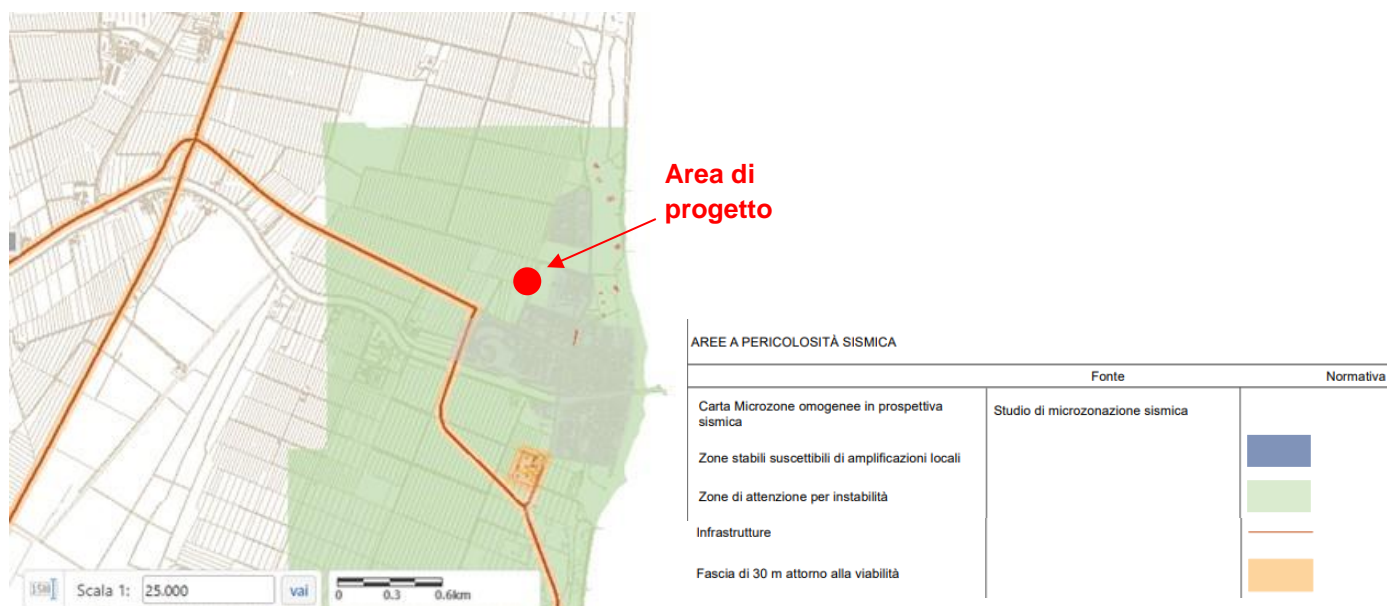 Area di
progetto
AREE A PERICOLOSITÀ SISMICA
Fonte
Normativa
Carta Microzone omogenee in prospettiva
sismica
Studio di microzonazione sismica
Zone stabili suscettibili di amplificazioni locali
Zone di attenzione per instabilità
Infrastrutture
Fascia di 30 m attorno alla viabilità
Scala 1:
25.000
vai
0
0.3
0.6km